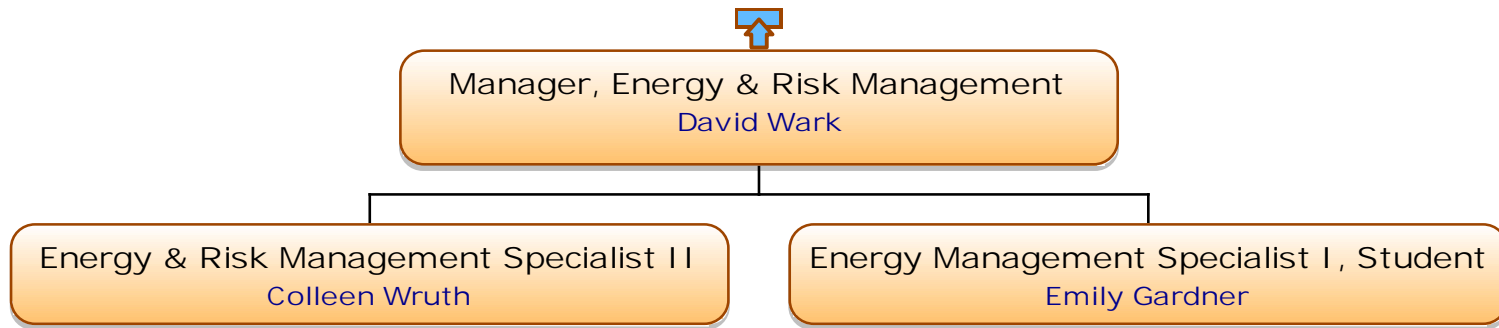 Manager, Energy & Risk Management
David Wark
Energy & Risk Management Specialist II
Colleen Wruth
Energy Management Specialist I, Student
Emily Gardner